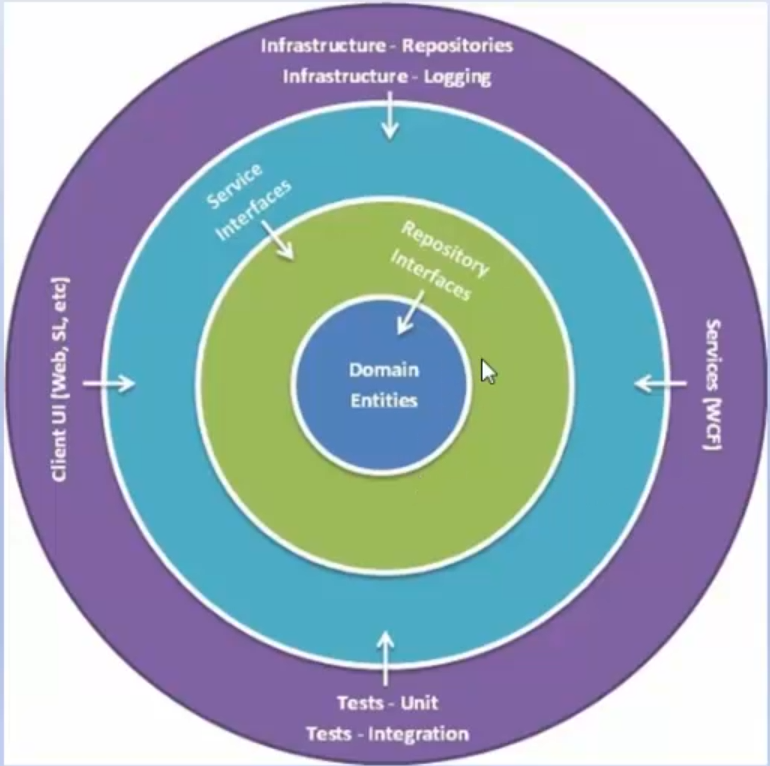 Infrastructure - Repositories
Infrastructure - Logging
Service
Interfaces
Repository
Interfaces
Client UI (Web, SL, etc)
Domain
Entities
Services (WCF)
Tests - Unit
Tests - Integration